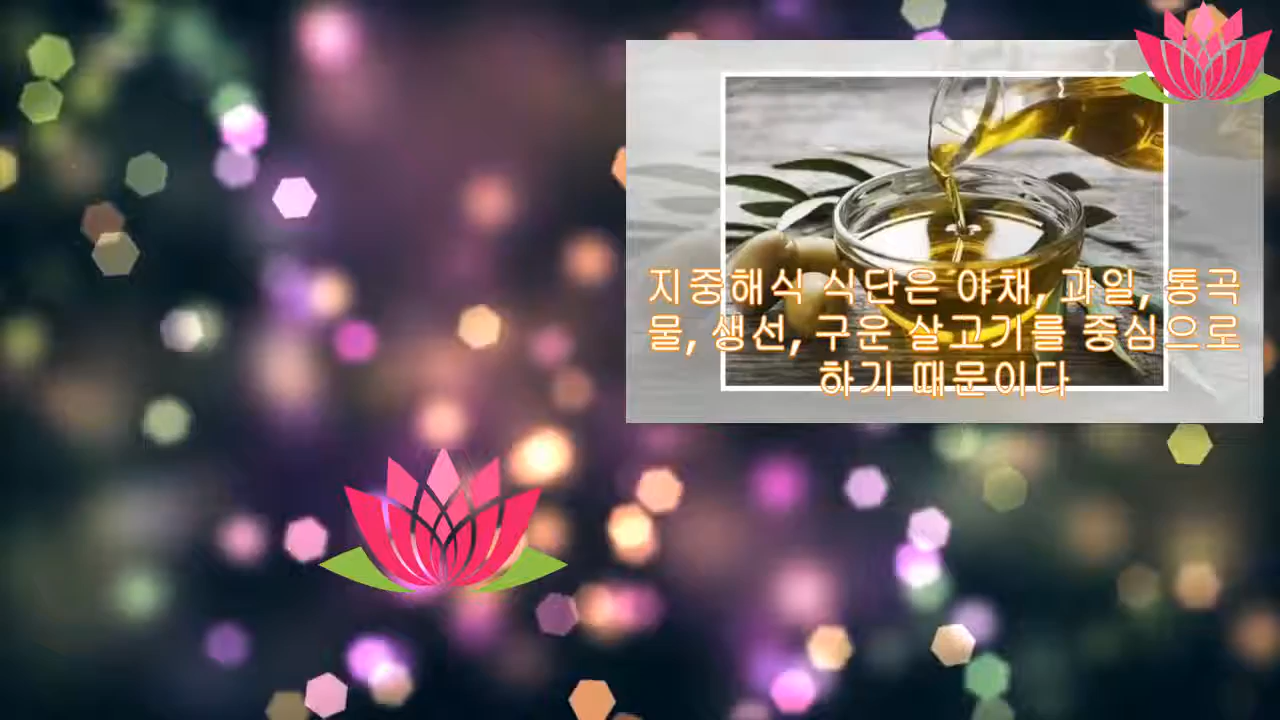 지중해식 식단은 야채, 과일, 통곡
물, 생선, 구운 살고기를 중심으로
하기 때문이다